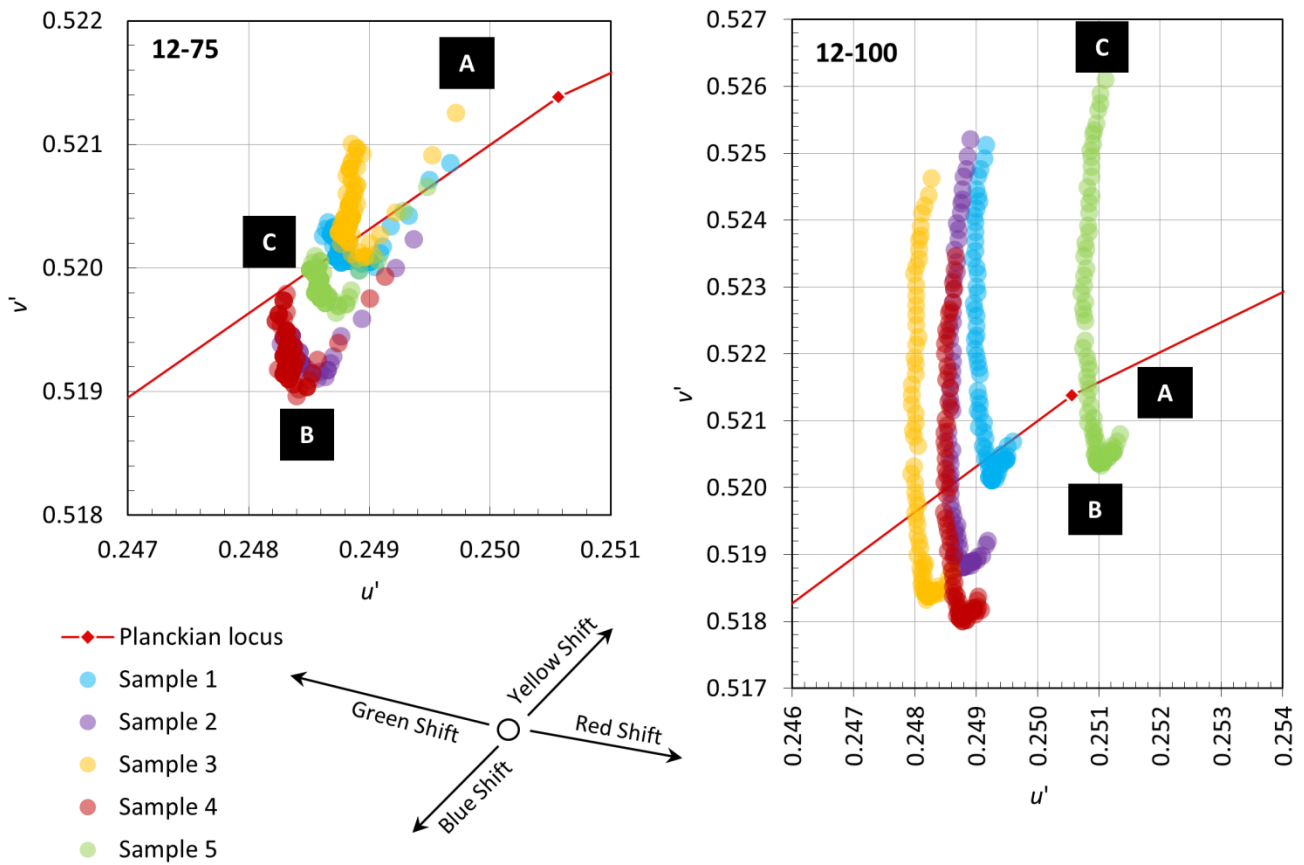 12-75
A
C
B
0.522
0.521
0.520
0.519
0.518
v'
0.247
0.248
0.249
0.250
0.251
u'
12-100
C
A
B
0.527
0.526
0.525
0.524
0.523
0.522
0.521
0.520
0.519
0.518
0.517
v'
0.246
0.247
0.248
0.249
0.250
0.251
0.252
0.253
0.254
u'
Planckian locus
Sample 1
Sample 2
Sample 3
Sample 4
Sample 5
Yellow Shift
Green Shift
Red Shift
Blue Shift